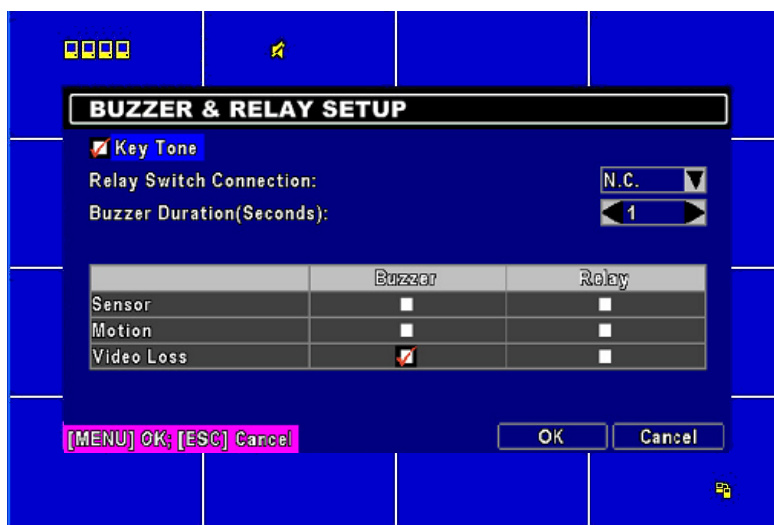 BUZZER & RELAY SETUP
Key Tone
Relay Switch Connection: N.C.
Buzzer Duration(Seconds): 1
Buzzer Relay
Sensor
Motion
Video Loss
[MENU] OK; [ESC] Cancel OK Cancel